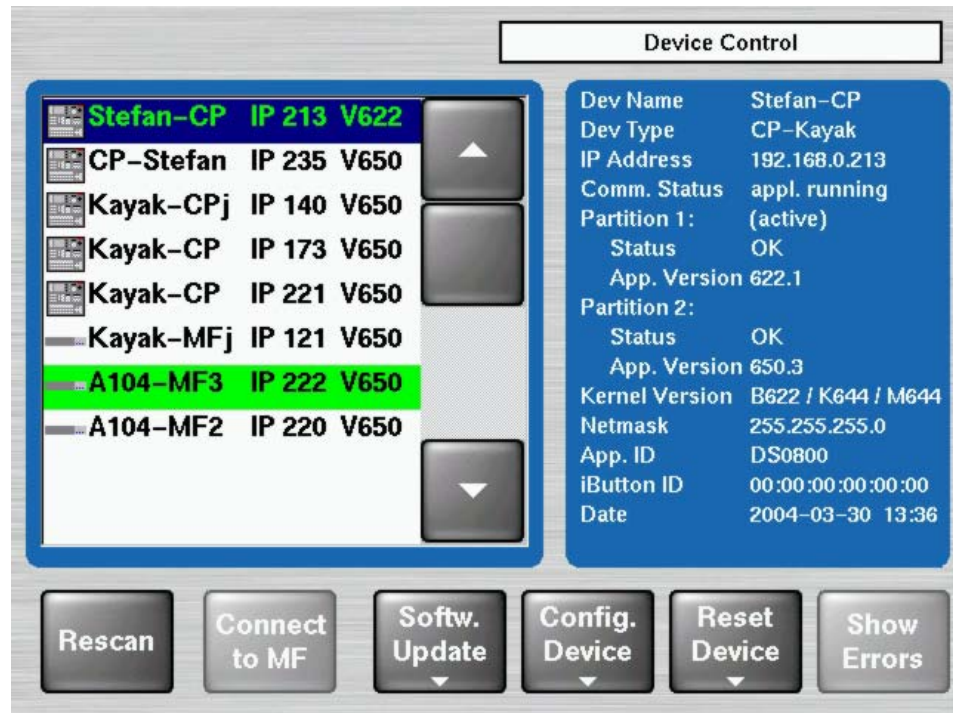 Device Control
Stefan-CP IP 213 V622
CP-Stefan IP 235 V650
Kayak-CPj IP 140 V650
Kayak-CP IP 173 V650
Kayak-CP IP 221 V650
Kayak-MFj IP 121 V650
A104-MF3 IP 222 V650
A104-MF2 IP 220 V650
Dev Name Stefan-CP
Dev Type CP-Kayak
IP Address 192.168.0.213
Comm. Status appl. running
Partition 1: (active)
Status OK
App. Version 622.1
Partition 2:
Status OK
App. Version 650.3
Kernel Version B622 / K644 / M644
Netmask 255.255.255.0
App. ID DS0800
iButton ID 00:00:00:00:00:00
Date 2004-03-30 13:36
Rescan
Connect
to MF
Softw.
Update
Config.
Device
Reset
Device
Show
Errors